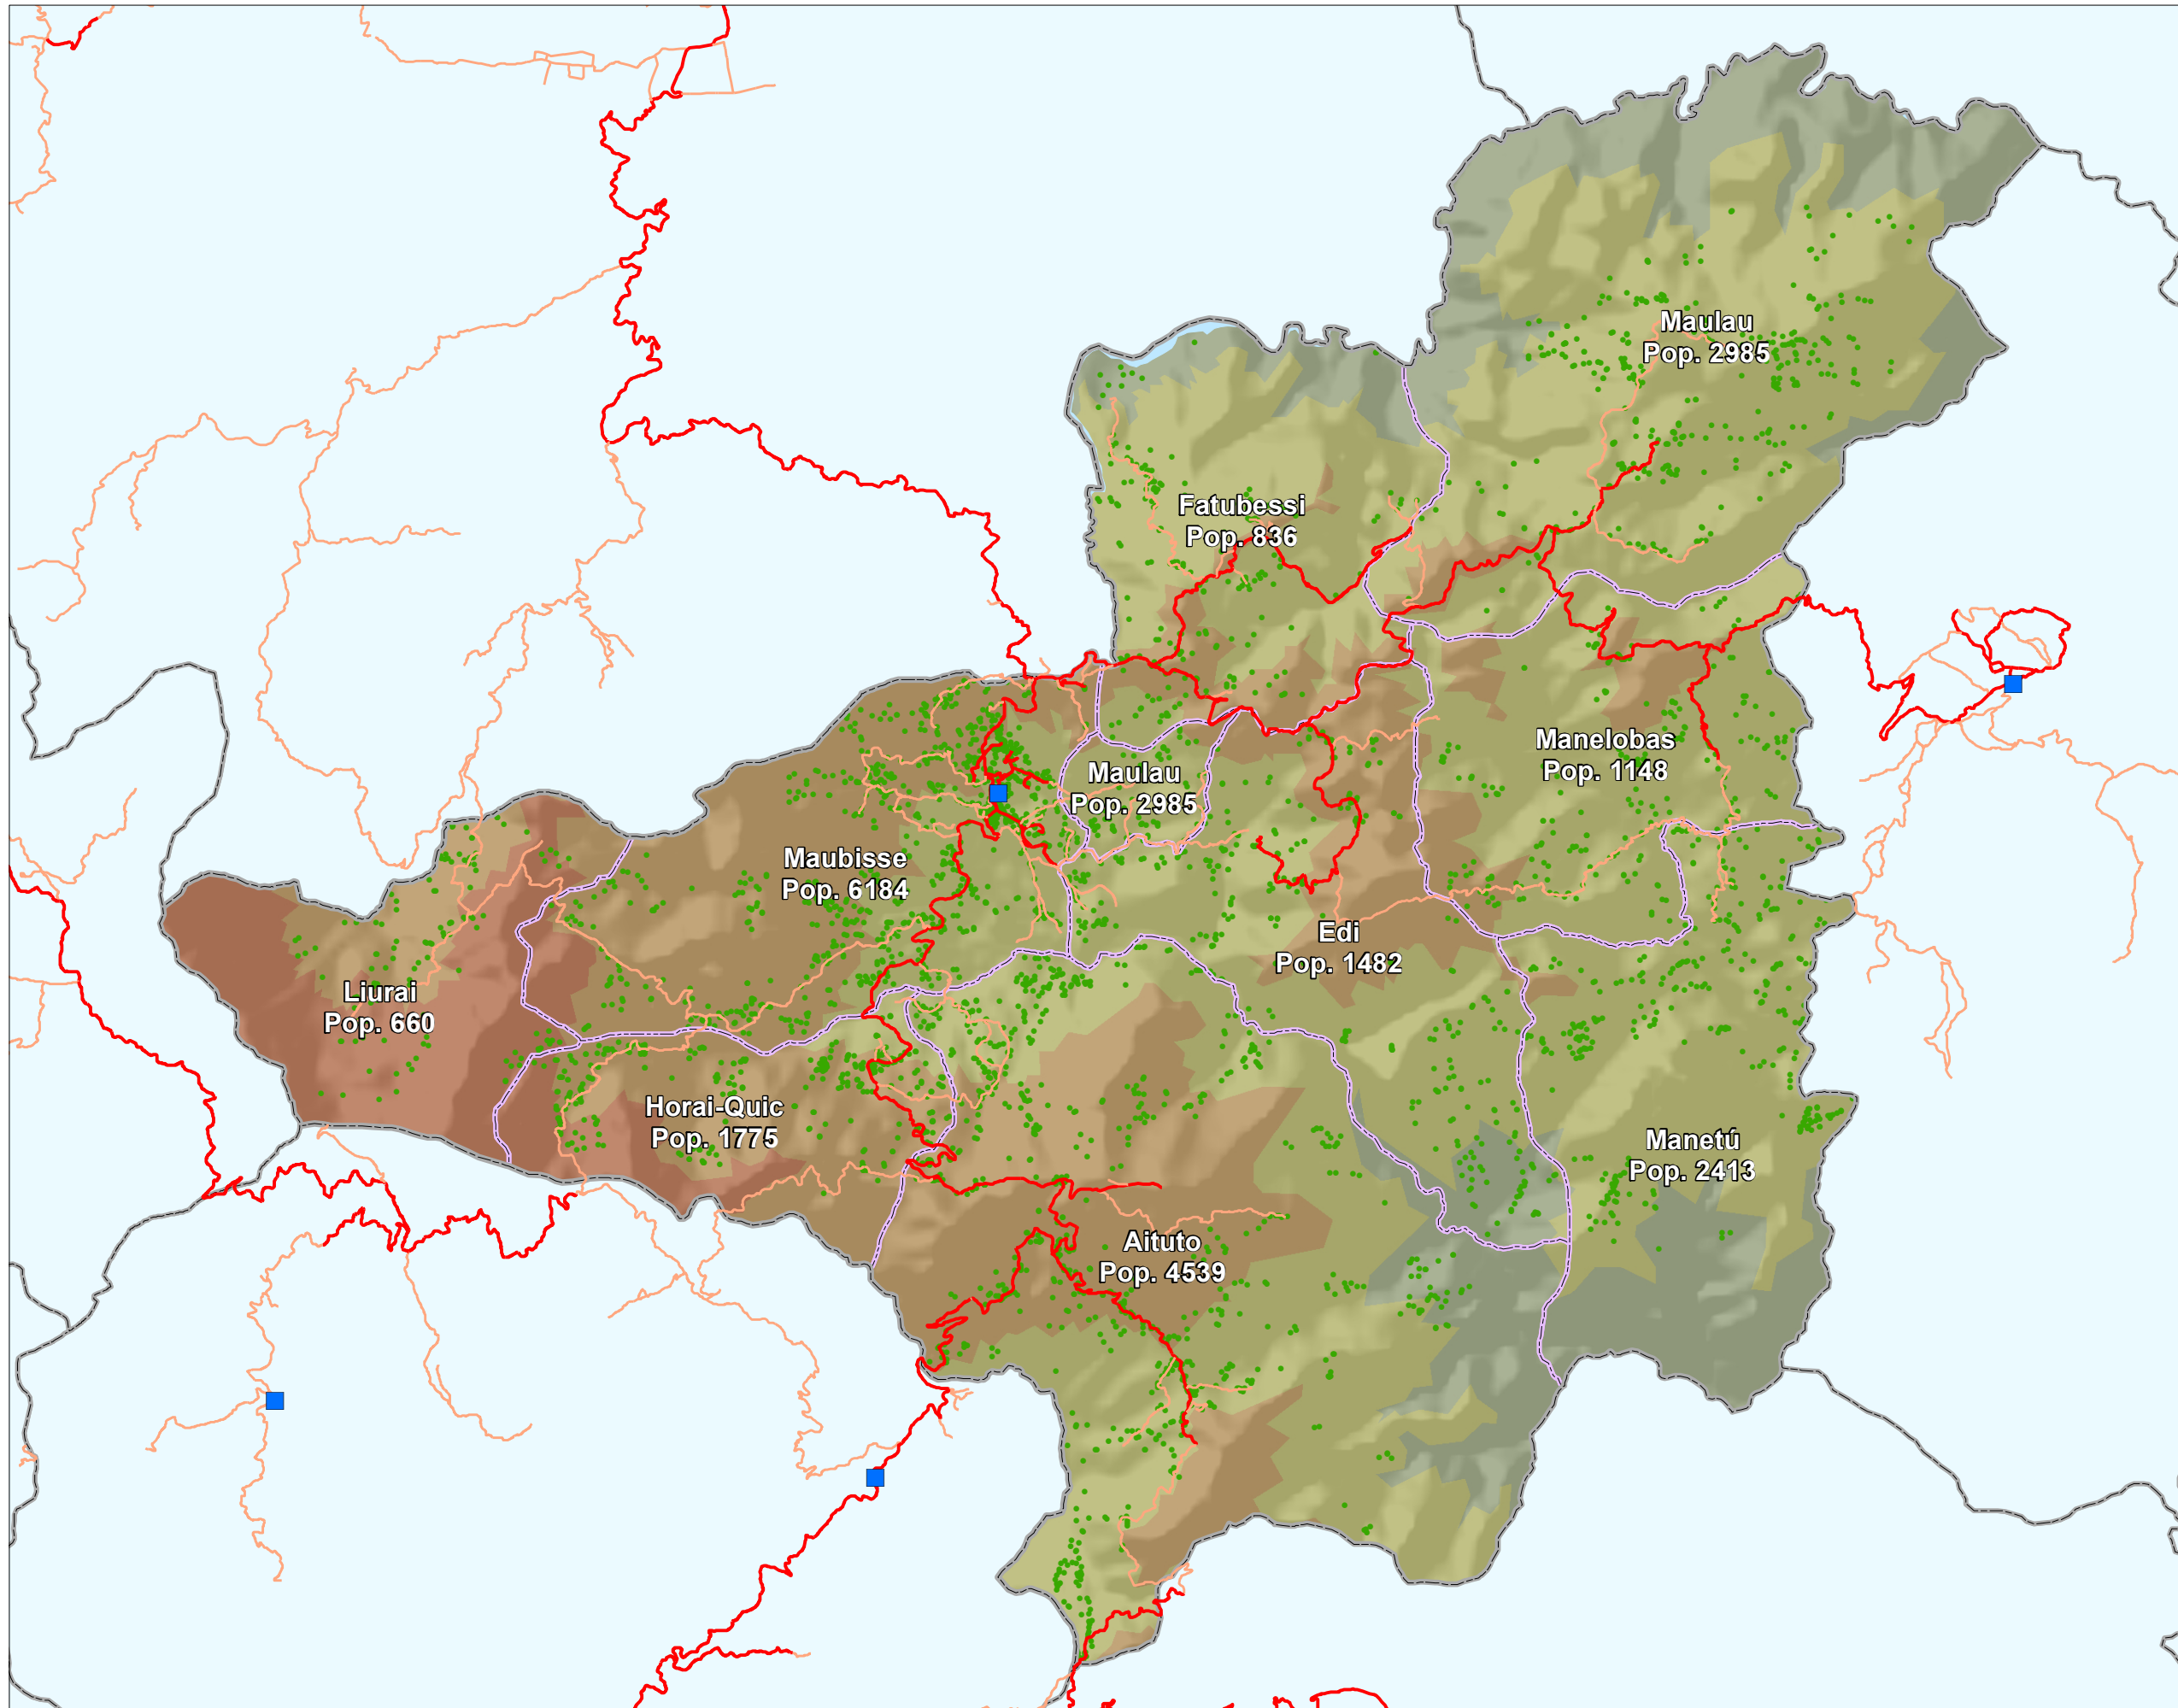 Maulau
Pop. 2985
Fatubessi
Pop. 836
Manelobas
Pop. 1148
Maulau
Pop. 2985
Maubisse
Pop. 6184
Edi
Pop. 1482
Liurai
Pop. 660
Horai-Quic
Pop. 1775
Manetú
Pop. 2413
Aituto
Pop. 4539